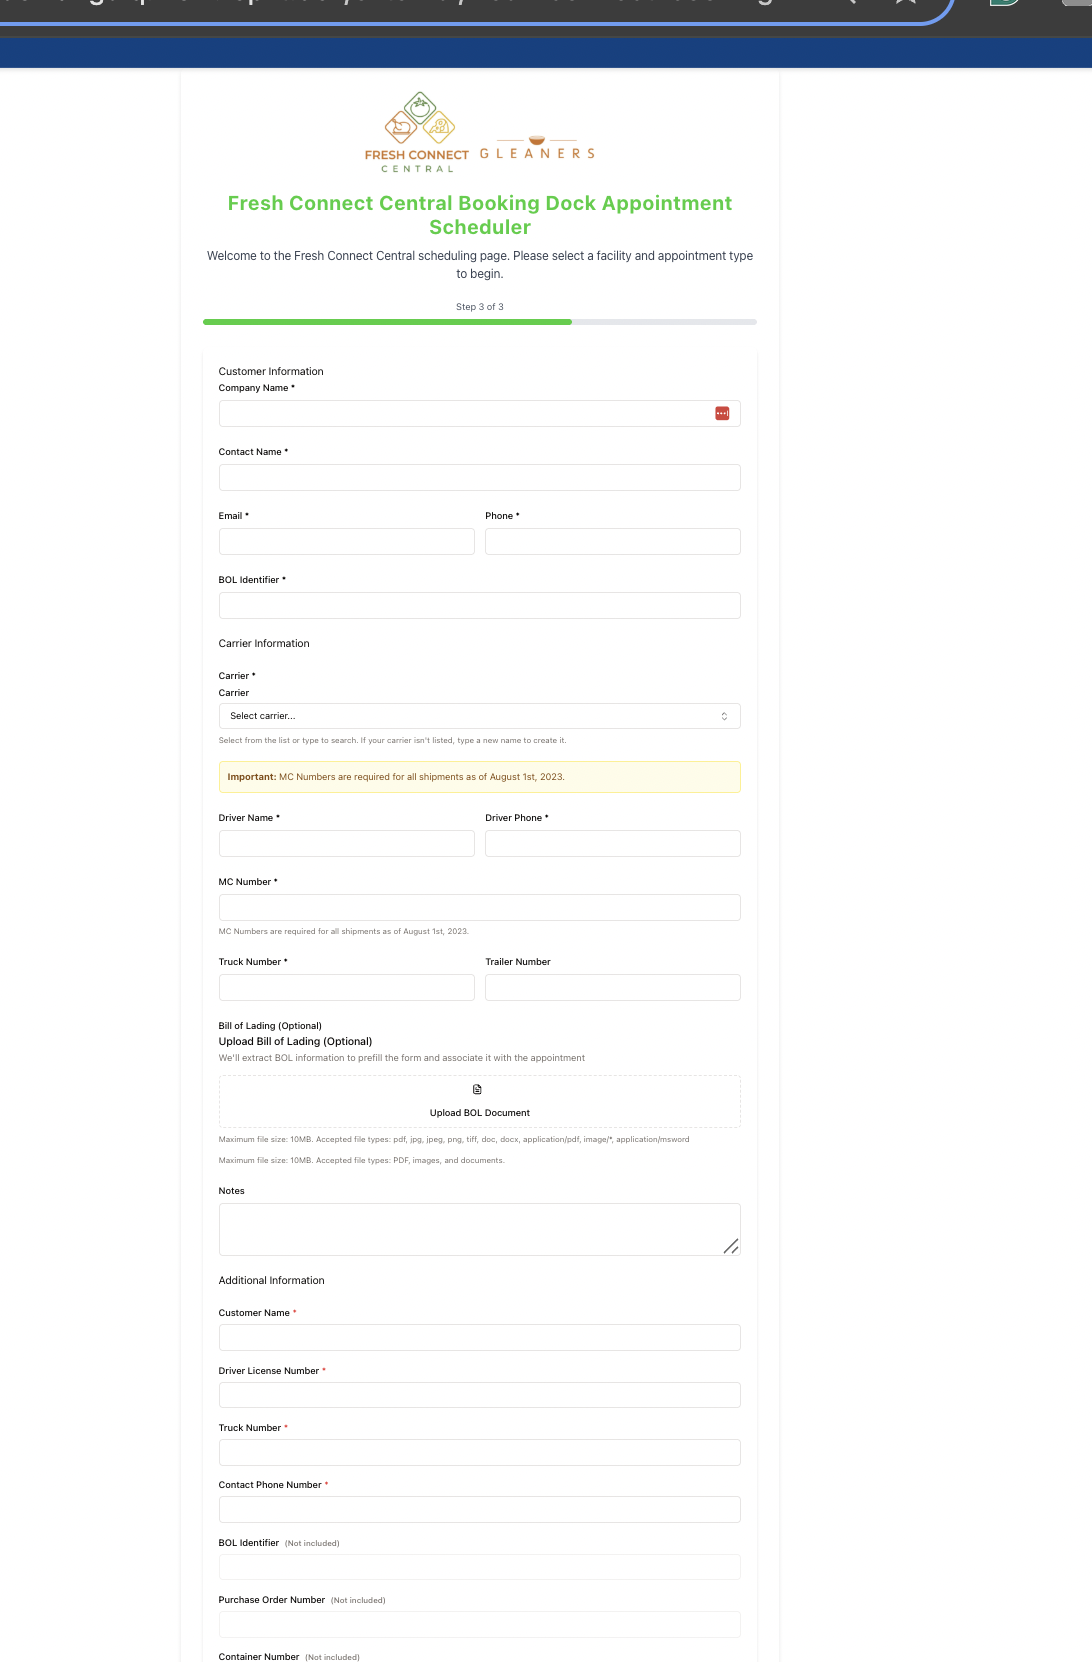 FRESH CONNECT
CENTRAL
GLEANERS
Fresh Connect Central Booking Dock Appointment
Scheduler
Welcome to the Fresh Connect Central scheduling page. Please select a facility and appointment type
to begin.
Step 3 of 3
Customer Information
Company Name *
Contact Name *
Email * Phone *
BOL Identifier *
Carrier Information
Carrier *
Carrier
Select carrier...
Select from the list or type to search. If your carrier isn't listed, type a new name to create it.
Important: MC Numbers are required for all shipments as of August 1st, 2023.
Driver Name * Driver Phone *
MC Number *
MC Numbers are required for all shipments as of August 1st, 2023.
Truck Number * Trailer Number
Bill of Lading (Optional)
Upload Bill of Lading (Optional)
We'll extract BOL information to prefill the form and associate it with the appointment
Upload BOL Document
Maximum file size: 10MB. Accepted file types: pdf, jpg, jpeg, png, tiff, doc, docx, application/pdf, image/*, application/msword
Maximum file size: 10MB. Accepted file types: PDF, images, and documents.
Notes
Additional Information
Customer Name *
Driver License Number *
Truck Number *
Contact Phone Number *
BOL Identifier (Not included)
Purchase Order Number (Not included)
Container Number (Not included)